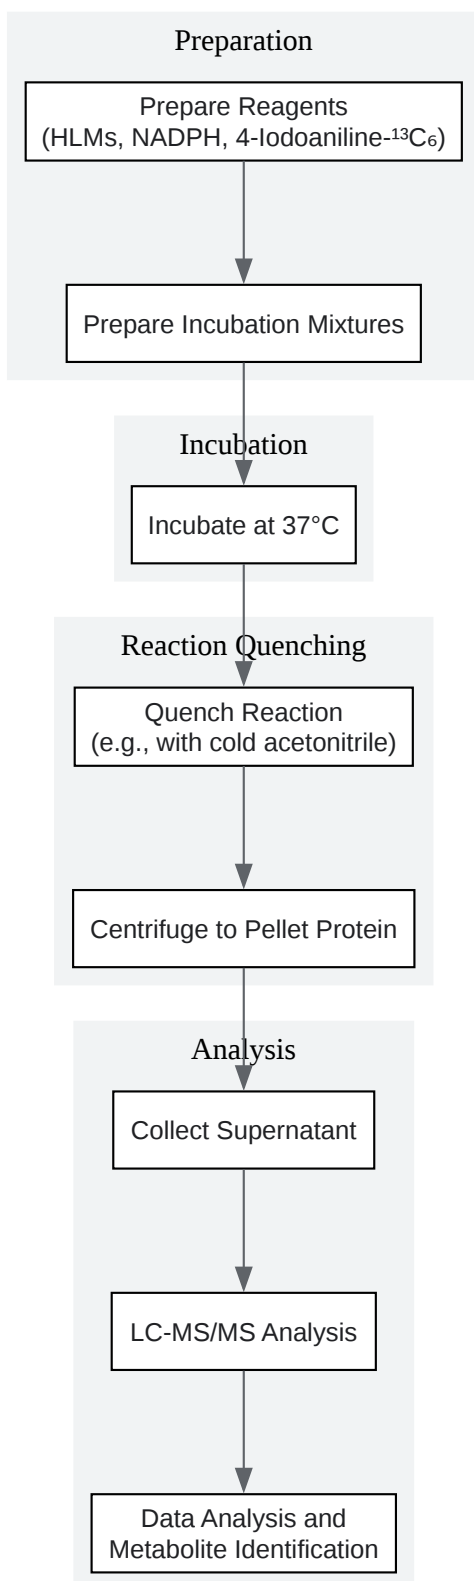 Preparation
Prepare Reagents
(HLMs, NADPH, 4-Iodoaniline-¹³C₆)
Prepare Incubation Mixtures
Incubation
Incubate at 37°C
Reaction Quenching
Quench Reaction
(e.g., with cold acetonitrile)
Centrifuge to Pellet Protein
Analysis
Collect Supernatant
LC-MS/MS Analysis
Data Analysis and
Metabolite Identification